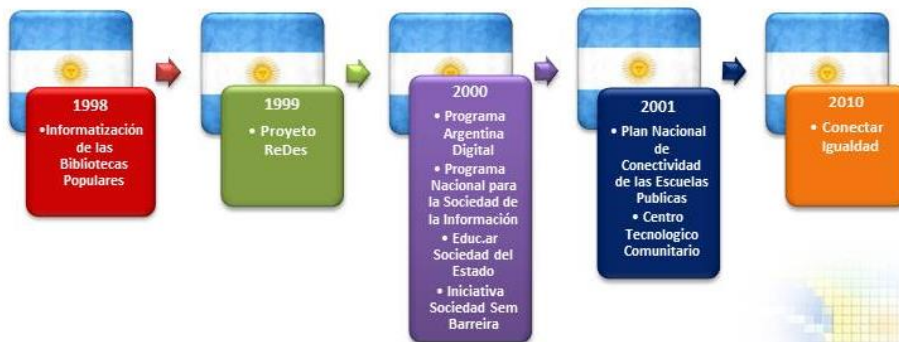 1998
•Informatización
de las
Bibliotecas
Populares
1999
• Proyeto
ReDes
2000
• Programa
Argentina
Digital
• Programa
Nacional para
la Sociedad de
la Información
• Educ.ar
Sociedad del
Estado
• Iniciativa
Sociedad Sem
Barreira
2001
• Plan Nacional
de
Conectividad
de las Escuelas
Publicas
• Centro
Tecnologico
Comunitario
2010
• Conectar
Igualdad